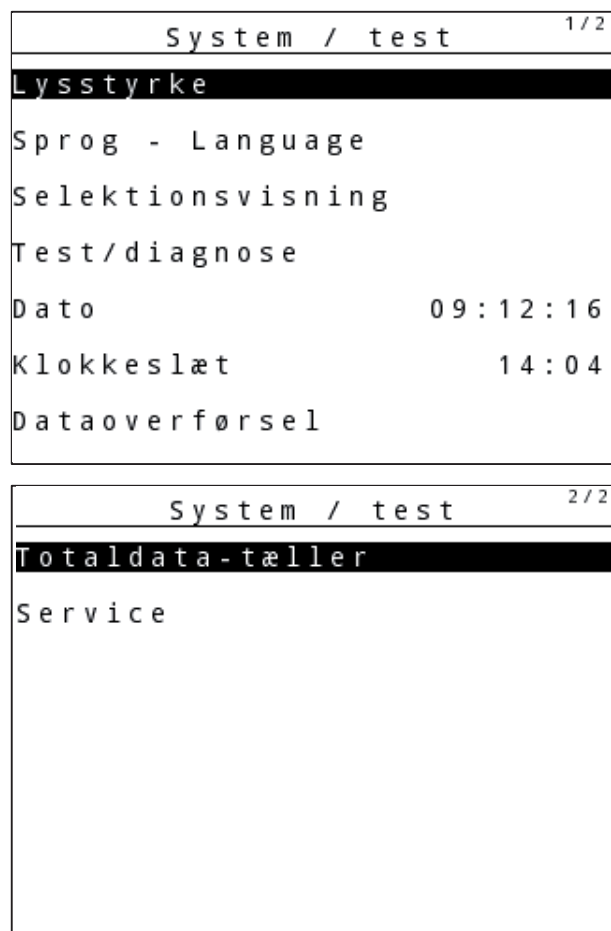 System / test 1/2
Lysstyrke
Sprog - Language
Selektionsvisning
Test/diagnose
Dato 09:12:16
Klokkeslæt 14:04
Dataoverførsel
System / test 2/2
Totaldata-tæller
Service